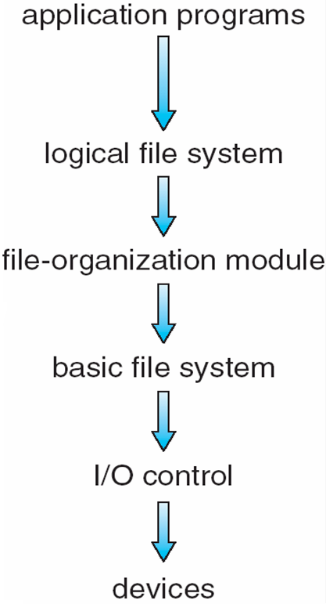 application programs
logical file system
file-organization module
basic file system
I/O control
devices